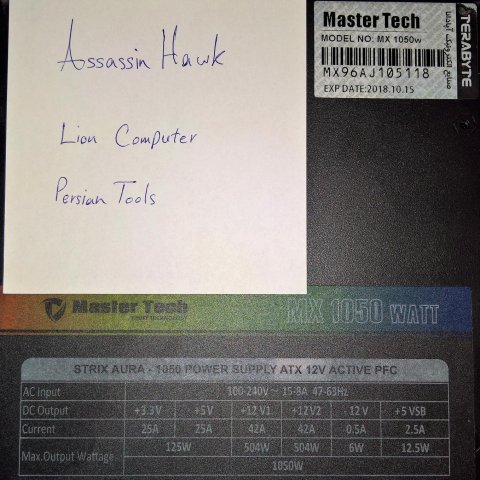 Assassin Hawk
Lion Computer
Persian Tools
Master Tech
MODEL NO: MX 1050w
MX96AJ105118
EXP DATE:2018.10.15
TERABYTE
Master Tech
MX 1050 WATT
STRIX AURA - 1050 POWER SUPPLY ATX 12V ACTIVE PFC
AC Input 100-240V~ 15-8A 47-63Hz
DC Output +3.3V +5V +12V1 +12V2 -12V +5VSB
Current 25A 25A 42A 42A 0.5A 2.5A
Max.Output Wattage 125W 504W 504W 6W 12.5W
1050W